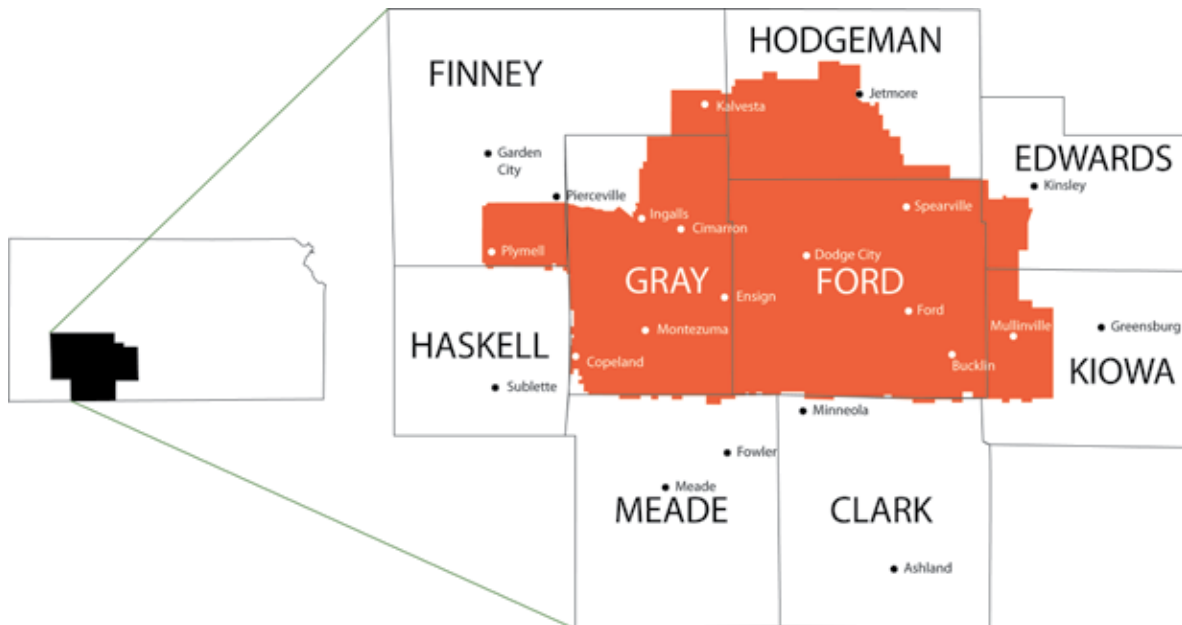 HODGEMAN
FINNEY
Jetmore
Kalvesta
Garden
City
EDWARDS
Kinsley
Pierceville
Spearville
Ingalls
Cimarron
Plymell
Dodge City
GRAY
FORD
Ensign
Ford
Montezuma
Mullinville
Greensburg
HASKELL
Copeland
Bucklin
KIOWA
Sublette
Minneola
Fowler
Meade
MEADE
CLARK
Ashland